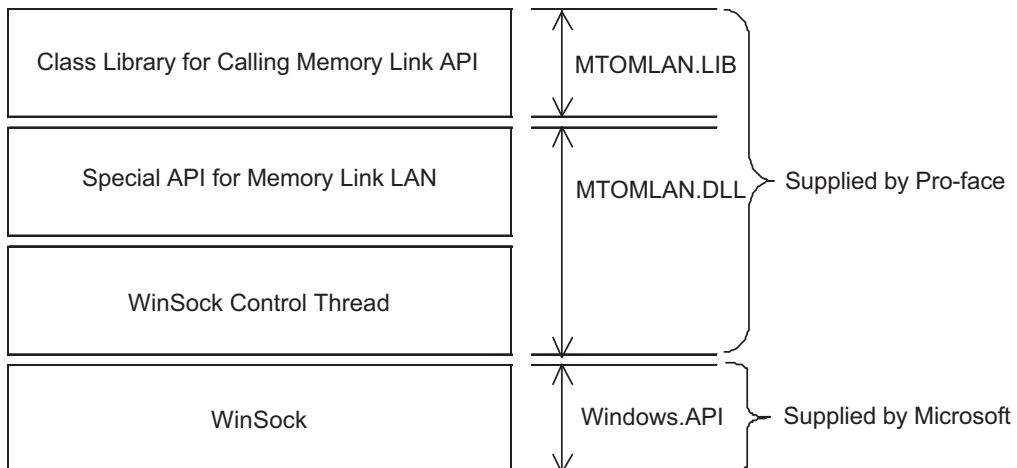 Class Library for Calling Memory Link API
MTOMLAN.LIB
Special API for Memory Link LAN
MTOMLAN.DLL
Supplied by Pro-face
WinSock Control Thread
WinSock
Windows.API
Supplied by Microsoft